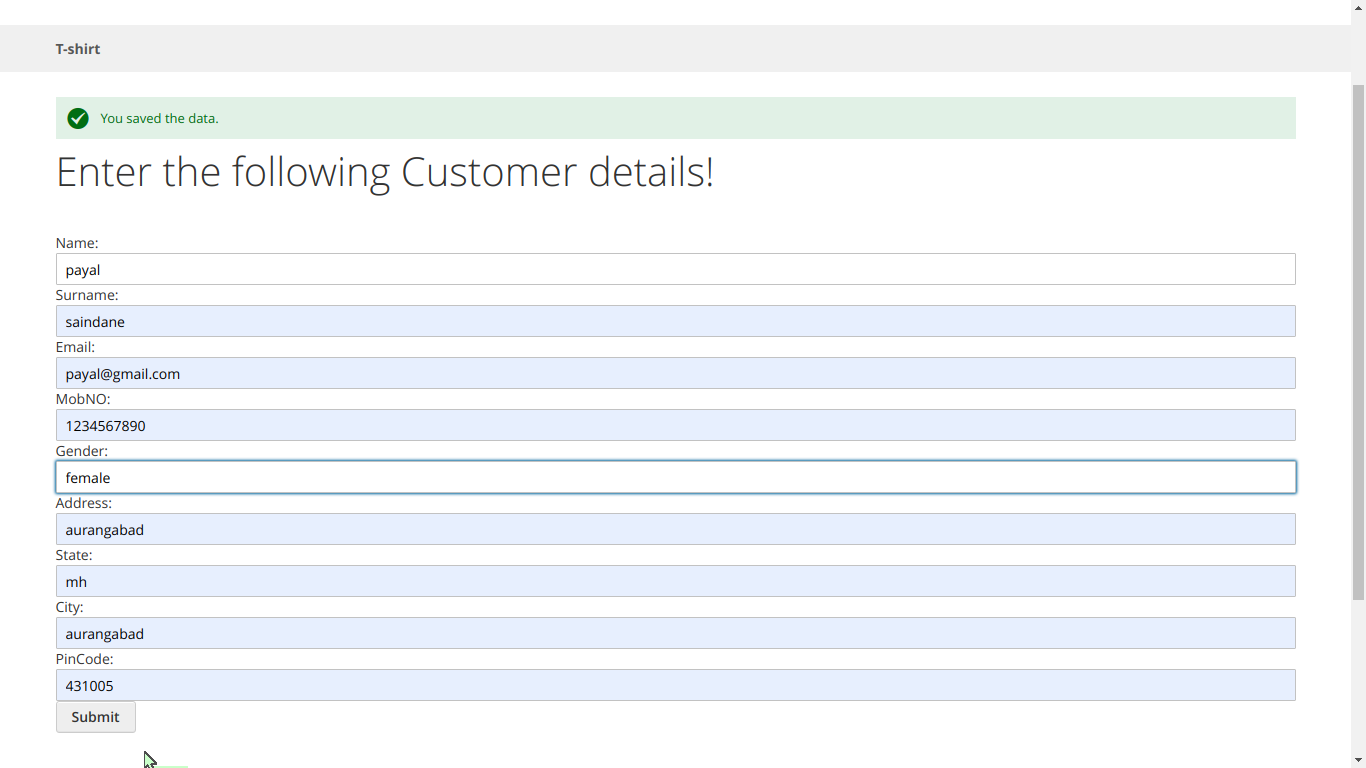 T-shirt
You saved the data.
Enter the following Customer details!
Name:
payal
Surname:
saindane
Email:
payal@gmail.com
MobNO:
1234567890
Gender:
female
Address:
aurangabad
State:
mh
City:
aurangabad
PinCode:
431005
Submit